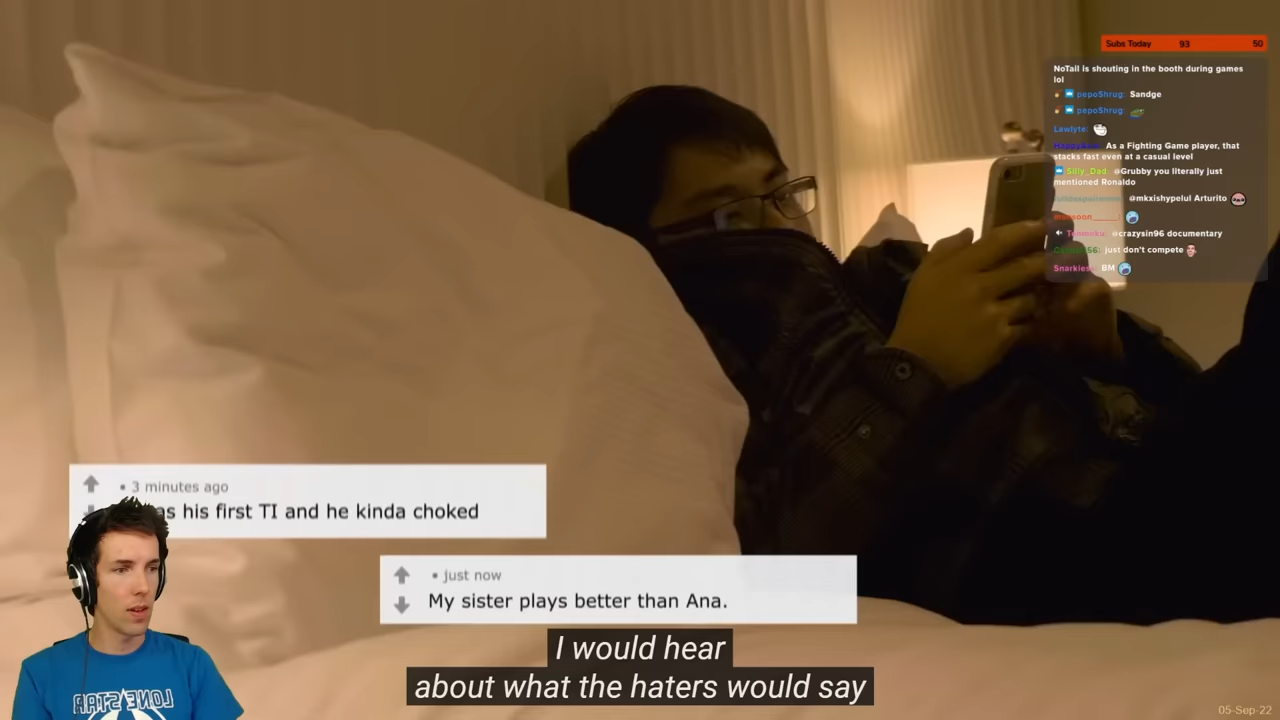 Subs Today 93 50
NoTail is shouting in the booth during games
lol
pepoShrug: Sandge
pepoShrug:
Lawlyte:
As a Fighting Game player, that
stacks fast even at a casual level
Silly_Dad: @Grubby you literally just
mentioned Ronaldo
@mkxishypelul Arturito
@crazysin96 documentary
just don't compete
Snarkies: BM
• 3 minutes ago
as his first TI and he kinda choked
• just now
My sister plays better than Ana.
I would hear
about what the haters would say
LONE STAR
05-Sep-22